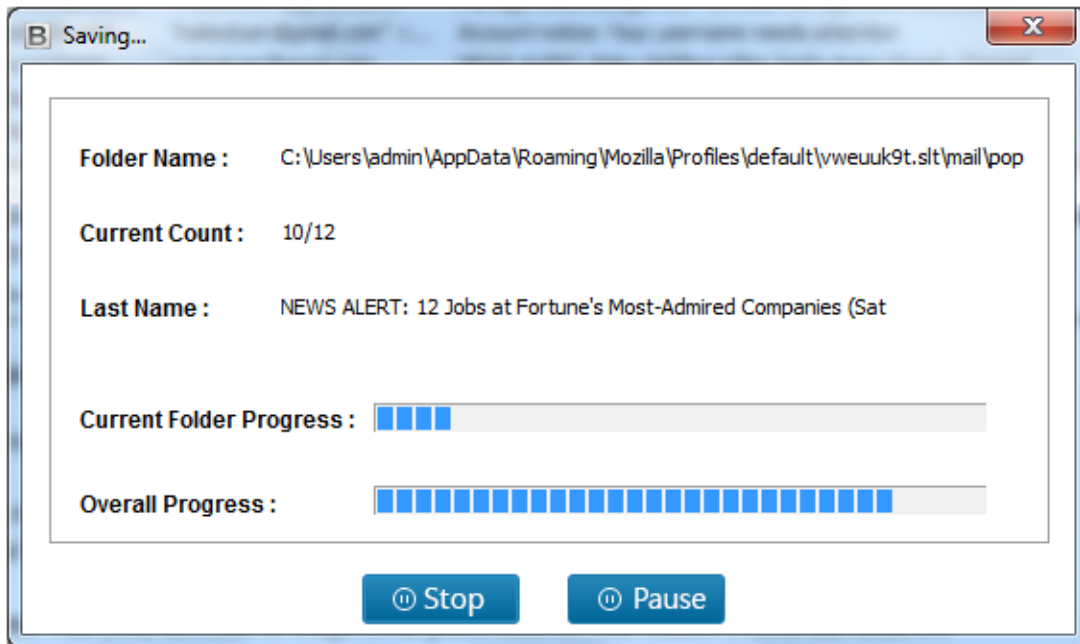 B Saving...
Folder Name : C:\Users\admin\AppData\Roaming\Mozilla\Profiles\default\vweuuk9t.slt\mail\pop
Current Count : 10/12
Last Name : NEWS ALERT: 12 Jobs at Fortune's Most-Admired Companies (Sat
Current Folder Progress :
Overall Progress :
Stop
Pause